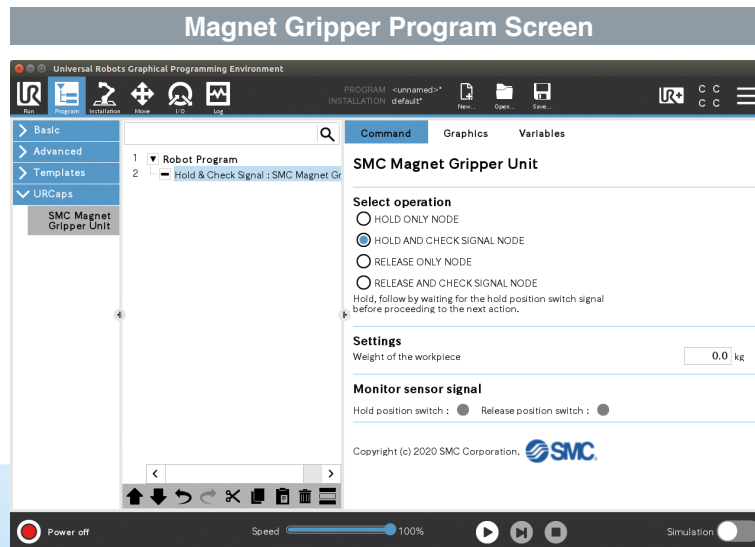 Magnet Gripper Program Screen
Universal Robots Graphical Programming Environment
PROGRAM <unnamed>*
INSTALLATION default*
Run Program Installation Move I/O Log New... Open... Save...
UR+ C C
C C
Basic
Advanced
Templates
URCaps
SMC Magnet
Gripper Unit
1 Robot Program
2 Hold & Check Signal : SMC Magnet Gr
Command Graphics Variables
SMC Magnet Gripper Unit
Select operation
HOLD ONLY NODE
HOLD AND CHECK SIGNAL NODE
RELEASE ONLY NODE
RELEASE AND CHECK SIGNAL NODE
Hold, follow by waiting for the hold position switch signal
before proceeding to the next action.
Settings
Weight of the workpiece 0.0 kg
Monitor sensor signal
Hold position switch : Release position switch :
Copyright (c) 2020 SMC Corporation. SMC.
Power off Speed 100% Simulation